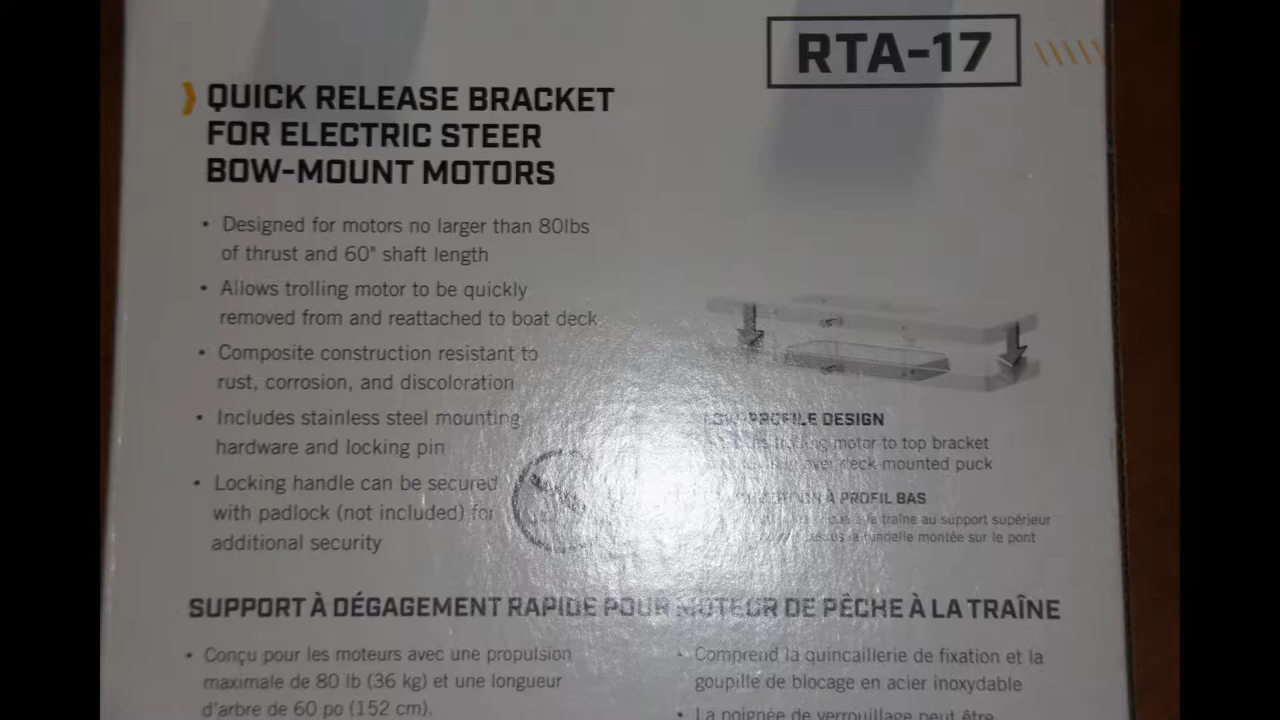 RTA-17
QUICK RELEASE BRACKET
FOR ELECTRIC STEER
BOW-MOUNT MOTORS
• Designed for motors no larger than 80lbs
of thrust and 60" shaft length
• Allows trolling motor to be quickly
removed from and reattached to boat deck
• Composite construction resistant to
rust, corrosion, and discoloration
• Includes stainless steel mounting
hardware and locking pin
• Locking handle can be secured
with padlock (not included) for
additional security
LOW-PROFILE DESIGN
motor to top bracket
over deck-mounted puck
À PROFIL BAS
à la traîne au support supérieur
rondelle montée sur le pont
SUPPORT À DÉGAGEMENT RAPIDE POUR MOTEUR DE PÊCHE À LA TRAÎNE
• Conçu pour les moteurs avec une propulsion
maximale de 80 lb (36 kg) et une longueur
d'arbre de 60 po (152 cm).
• Comprend la quincaillerie de fixation et la
goupille de blocage en acier inoxydable
• La poignée de verrouillage peut être